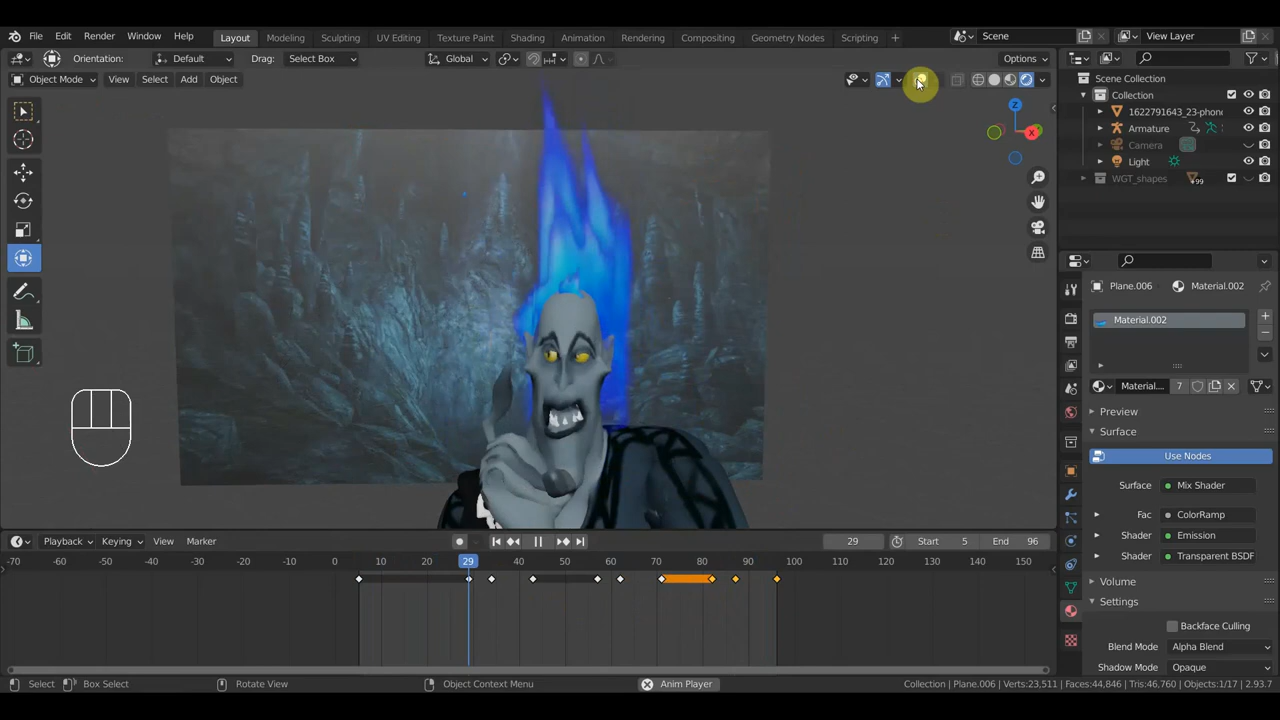 File Edit Render Window Help Layout Modeling Sculpting UV Editing Texture Paint Shading Animation Rendering Compositing Geometry Nodes Scripting + Scene View Layer
Orientation: Default Drag: Select Box Global Options
Object Mode View Select Add Object
Scene Collection
Collection
1622791643_23-phon
Armature
Camera
Light
WGT_shapes 99
Z
X
Plane.006 Material.002
Material.002
Material... 7
Preview
Surface
Use Nodes
Surface Mix Shader
Fac ColorRamp
Shader Emission
Shader Transparent BSDF
Volume
Settings
Backface Culling
Blend Mode Alpha Blend
Shadow Mode Opaque
Playback Keying View Marker 29 Start 5 End 96
-70 -60 -50 -40 -30 -20 -10 0 10 20 29 40 50 60 70 80 90 100 110 120 130 140 150
Select Box Select Rotate View Object Context Menu Anim Player Collection | Plane.006 | Verts:23,511 | Faces:44,846 | Tris:46,760 | Objects:1/17 | 2.93.7